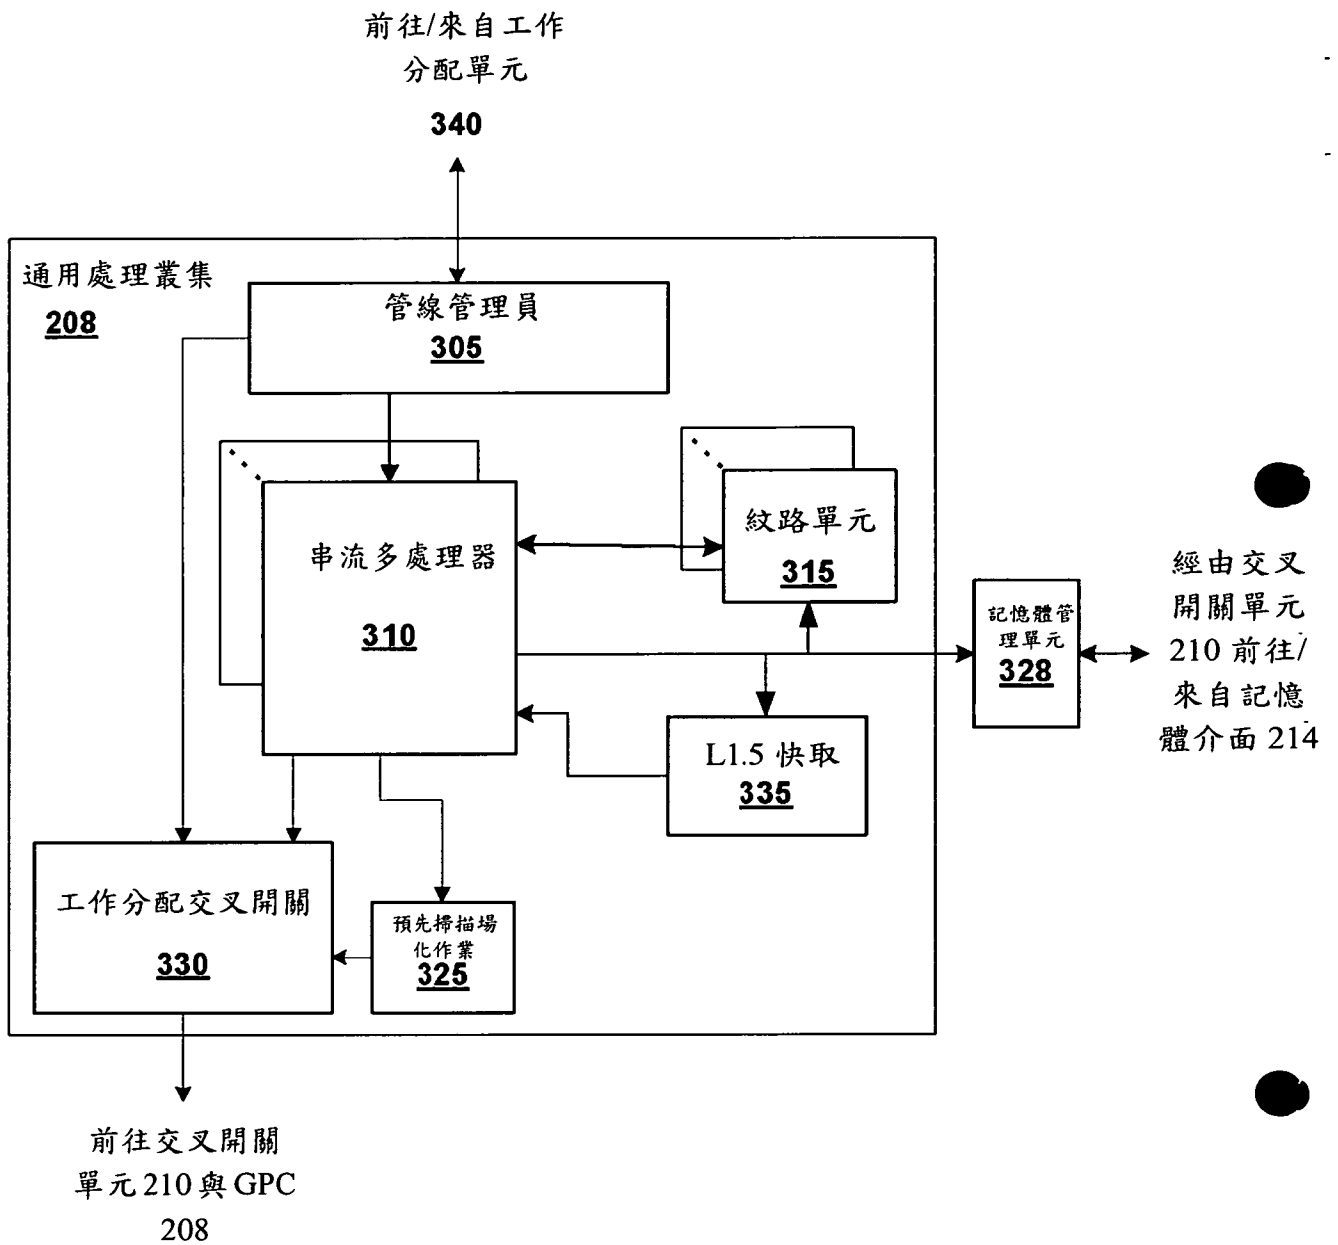 前往/來自工作
分配單元
340
通用處理叢集
208
管線管理員
305
串流多處理器
310
紋路單元
315
記憶體管
理單元
328
經由交叉
開關單元
210 前往/
來自記憶
體介面 214
L1.5 快取
335
工作分配交叉開關
330
預先掃描場
化作業
325
前往交叉開關
單元 210 與 GPC
208